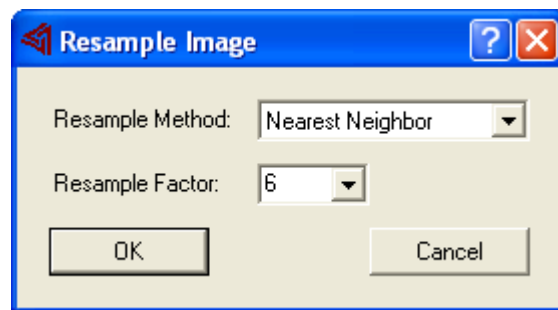 Resample Image
Resample Method: Nearest Neighbor
Resample Factor: 6
OK Cancel